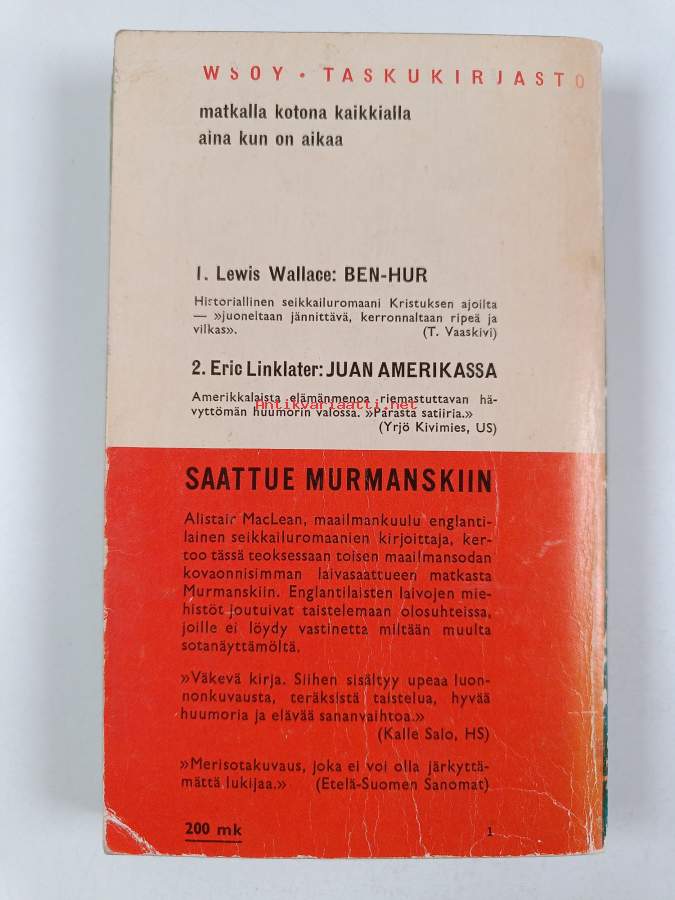 WSOY · TASKUKIRJASTO
matkalla kotona kaikkialla
aina kun on aikaa
1. Lewis Wallace: BEN-HUR
Historiallinen seikkailuromaani Kristuksen ajoilta
— »juoneltaan jännittävä, kerronnaltaan ripeä ja
vilkas». (T. Vaaskivi)
2. Eric Linklater: JUAN AMERIKASSA
Amerikkalaista elämänmenoa riemastuttavan hä-
Antikvariaatti.net
vyttömän huumorin valossa. »Parasta satiiria.»
(Yrjö Kivimies, US)
SAATTUE MURMANSKIIN
Alistair MacLean, maailmankuulu englanti-
lainen seikkailuromaanien kirjoittaja, ker-
too tässä teoksessaan toisen maailmansodan
kovaonnisimman laivasaattueen matkasta
Murmanskiin. Englantilaisten laivojen mie-
histöt joutuivat taistelemaan olosuhteissa,
joille ei löydy vastinetta miltään muulta
sotanäyttämöltä.
»Väkevä kirja. Siihen sisältyy upeaa luon-
nonkuvausta, teräksistä taistelua, hyvää
huumoria ja elävää sananvaihtoa.»
(Kalle Salo, HS)
»Merisotakuvaus, joka ei voi olla järkyttä-
mättä lukijaa.» (Etelä-Suomen Sanomat)
200 mk 1